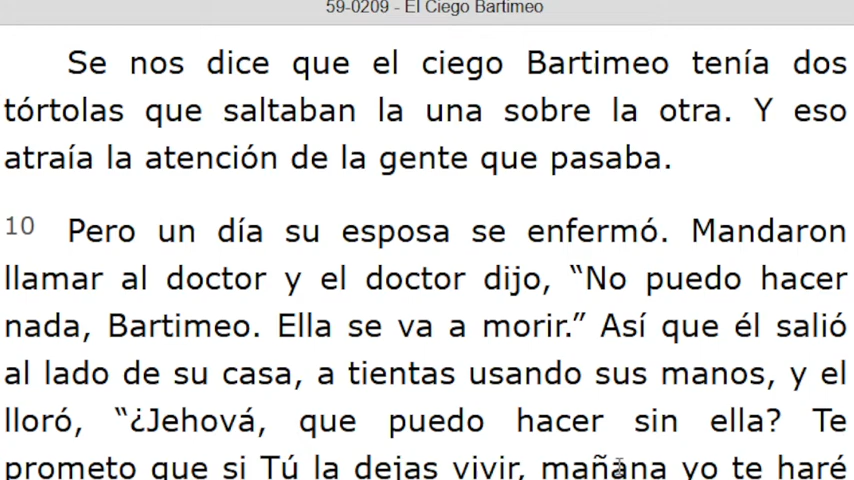 59-0209 - El Ciego Bartimeo
Se nos dice que el ciego Bartimeo tenía dos
tórtolas que saltaban la una sobre la otra. Y eso
atraía la atención de la gente que pasaba.
10 Pero un día su esposa se enfermó. Mandaron
llamar al doctor y el doctor dijo, “No puedo hacer
nada, Bartimeo. Ella se va a morir.” Así que él salió
al lado de su casa, a tientas usando sus manos, y el
lloró, “¿Jehová, que puedo hacer sin ella? Te
prometo que si Tú la dejas vivir, mañana yo te haré